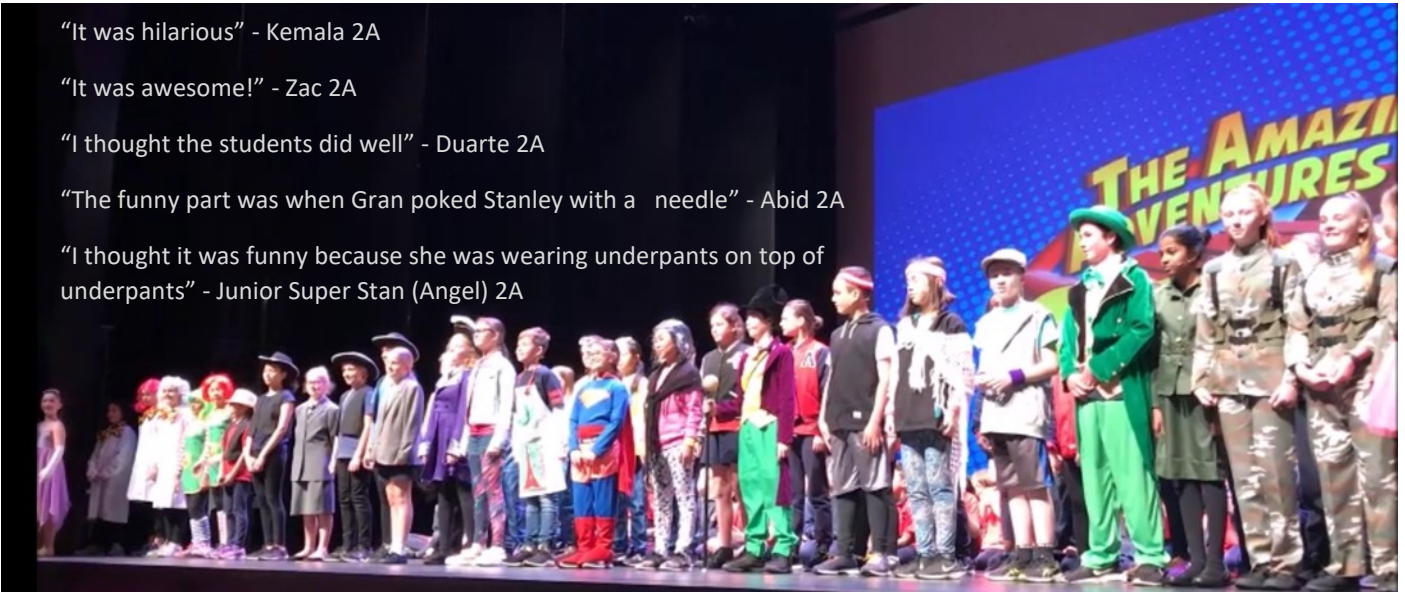 “It was hilarious” - Kemala 2A
“It was awesome!” - Zac 2A
“I thought the students did well” - Duarte 2A
“The funny part was when Gran poked Stanley with a   needle” - Abid 2A
“I thought it was funny because she was wearing underpants on top of
underpants” - Junior Super Stan (Angel) 2A
THE AMAZI
ADVENTURES